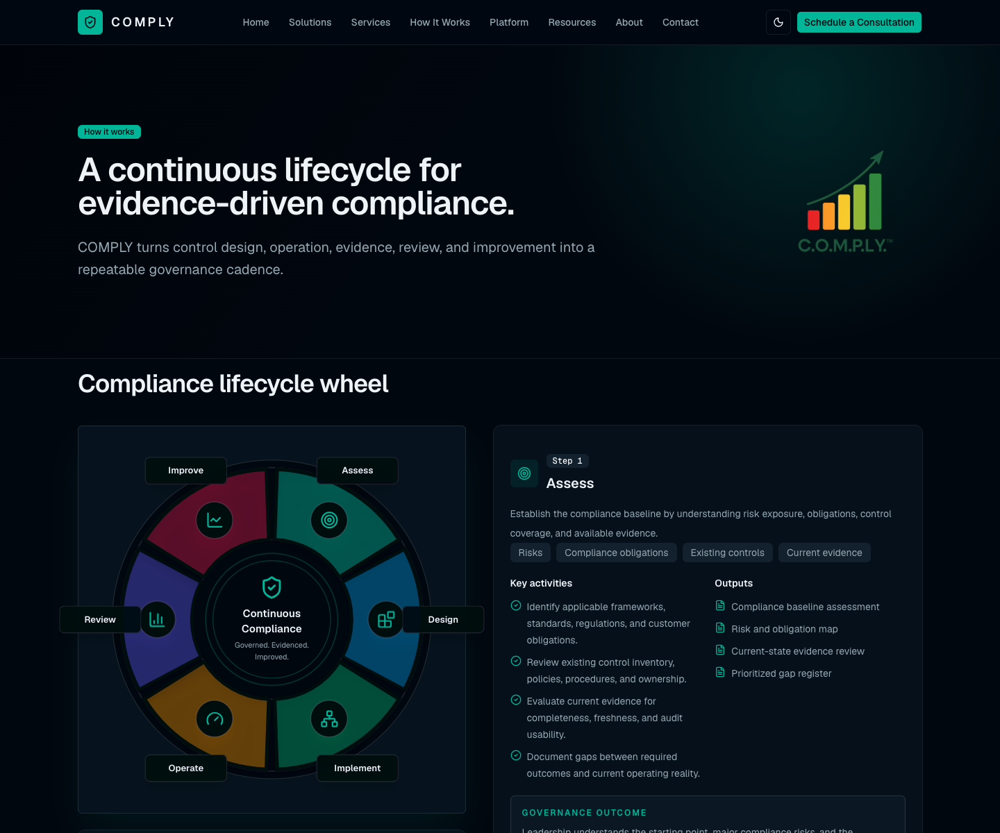 COMPLY
Home
Solutions
Services
How It Works
Platform
Resources
About
Contact
Schedule a Consultation
How it works
A continuous lifecycle for
evidence-driven compliance.
COMPLY turns control design, operation, evidence, review, and improvement into a
repeatable governance cadence.
C.O.M.P.L.Y.™
Compliance lifecycle wheel
Improve
Assess
Review
Design
Continuous
Compliance
Governed. Evidenced.
Improved.
Operate
Implement
Step 1
Assess
Establish the compliance baseline by understanding risk exposure, obligations, control
coverage, and available evidence.
Risks
Compliance obligations
Existing controls
Current evidence
Key activities
Identify applicable frameworks,
standards, regulations, and customer
obligations.
Review existing control inventory,
policies, procedures, and ownership.
Evaluate current evidence for
completeness, freshness, and audit
usability.
Document gaps between required
outcomes and current operating reality.
Outputs
Compliance baseline assessment
Risk and obligation map
Current-state evidence review
Prioritized gap register
GOVERNANCE OUTCOME
Leadership understands the starting point, major compliance risks, and the